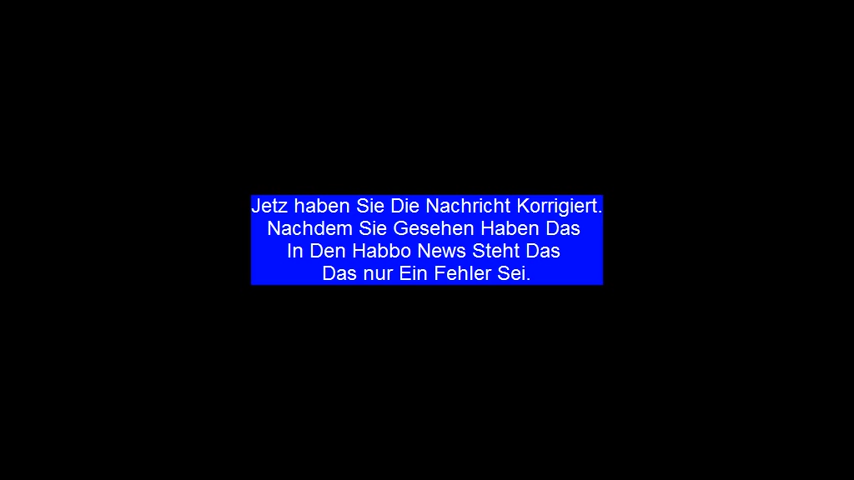 Jetz haben Sie Die Nachricht Korrigiert.
Nachdem Sie Gesehen Haben Das
In Den Habbo News Steht Das
Das nur Ein Fehler Sei.